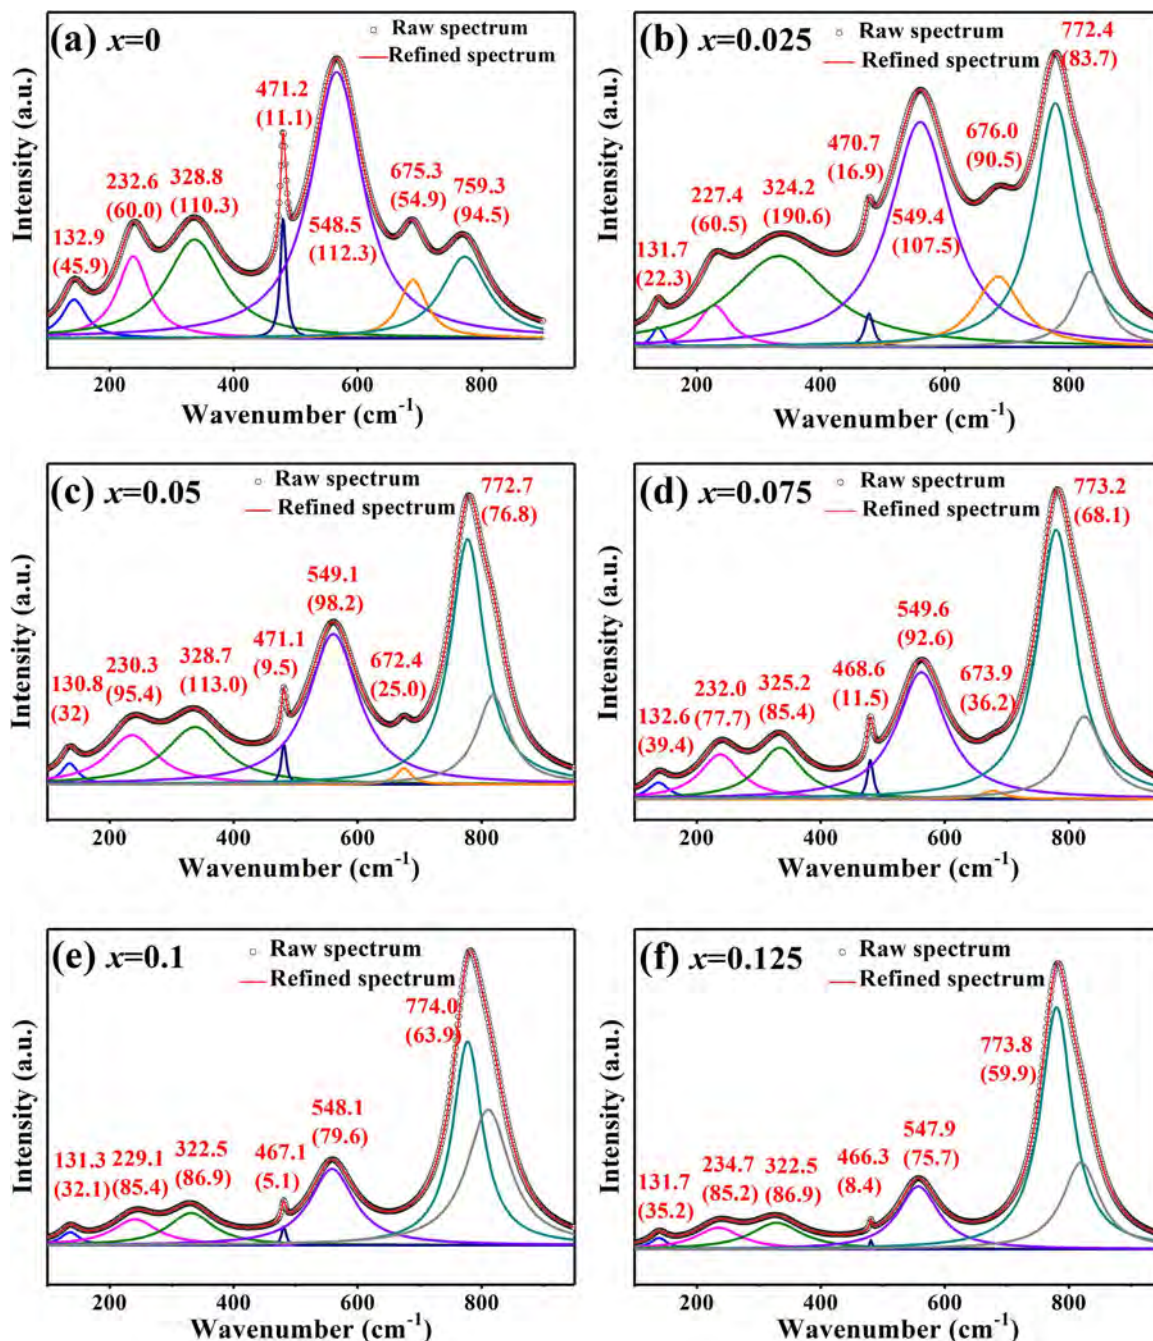 (a) x=0
Raw spectrum
Refined spectrum
471.2
(11.1)
232.6
(60.0)
328.8
(110.3)
132.9
(45.9)
548.5
(112.3)
675.3
(54.9)
759.3
(94.5)
Intensity (a.u.)
200 400 600 800
Wavenumber (cm⁻¹)
(b) x=0.025
Raw spectrum
Refined spectrum
772.4
(83.7)
470.7
(16.9)
676.0
(90.5)
227.4
(60.5)
324.2
(190.6)
549.4
(107.5)
131.7
(22.3)
Intensity (a.u.)
200 400 600 800
Wavenumber (cm⁻¹)
(c) x=0.05
Raw spectrum
Refined spectrum
772.7
(76.8)
549.1
(98.2)
471.1
(9.5)
672.4
(25.0)
230.3
(95.4)
328.7
(113.0)
130.8
(32)
Intensity (a.u.)
200 400 600 800
Wavenumber (cm⁻¹)
(d) x=0.075
Raw spectrum
Refined spectrum
773.2
(68.1)
549.6
(92.6)
468.6
(11.5)
673.9
(36.2)
232.0
(77.7)
325.2
(85.4)
132.6
(39.4)
Intensity (a.u.)
200 400 600 800
Wavenumber (cm⁻¹)
(e) x=0.1
Raw spectrum
Refined spectrum
774.0
(63.9)
548.1
(79.6)
131.3
(32.1)
229.1
(85.4)
322.5
(86.9)
467.1
(5.1)
Intensity (a.u.)
200 400 600 800
Wavenumber (cm⁻¹)
(f) x=0.125
Raw spectrum
Refined spectrum
773.8
(59.9)
547.9
(75.7)
131.7
(35.2)
234.7
(85.2)
322.5
(86.9)
466.3
(8.4)
Intensity (a.u.)
200 400 600 800
Wavenumber (cm⁻¹)